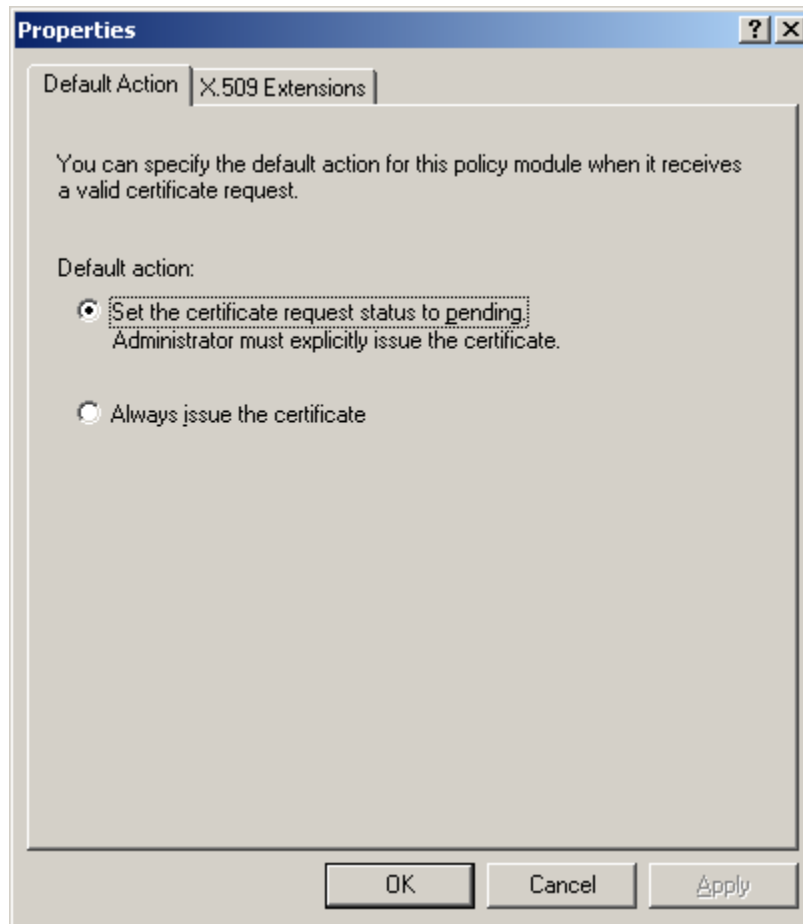 Properties
Default Action
X.509 Extensions
You can specify the default action for this policy module when it receives
a valid certificate request.
Default action:
Set the certificate request status to pending.
Administrator must explicitly issue the certificate.
Always issue the certificate
OK
Cancel
Apply